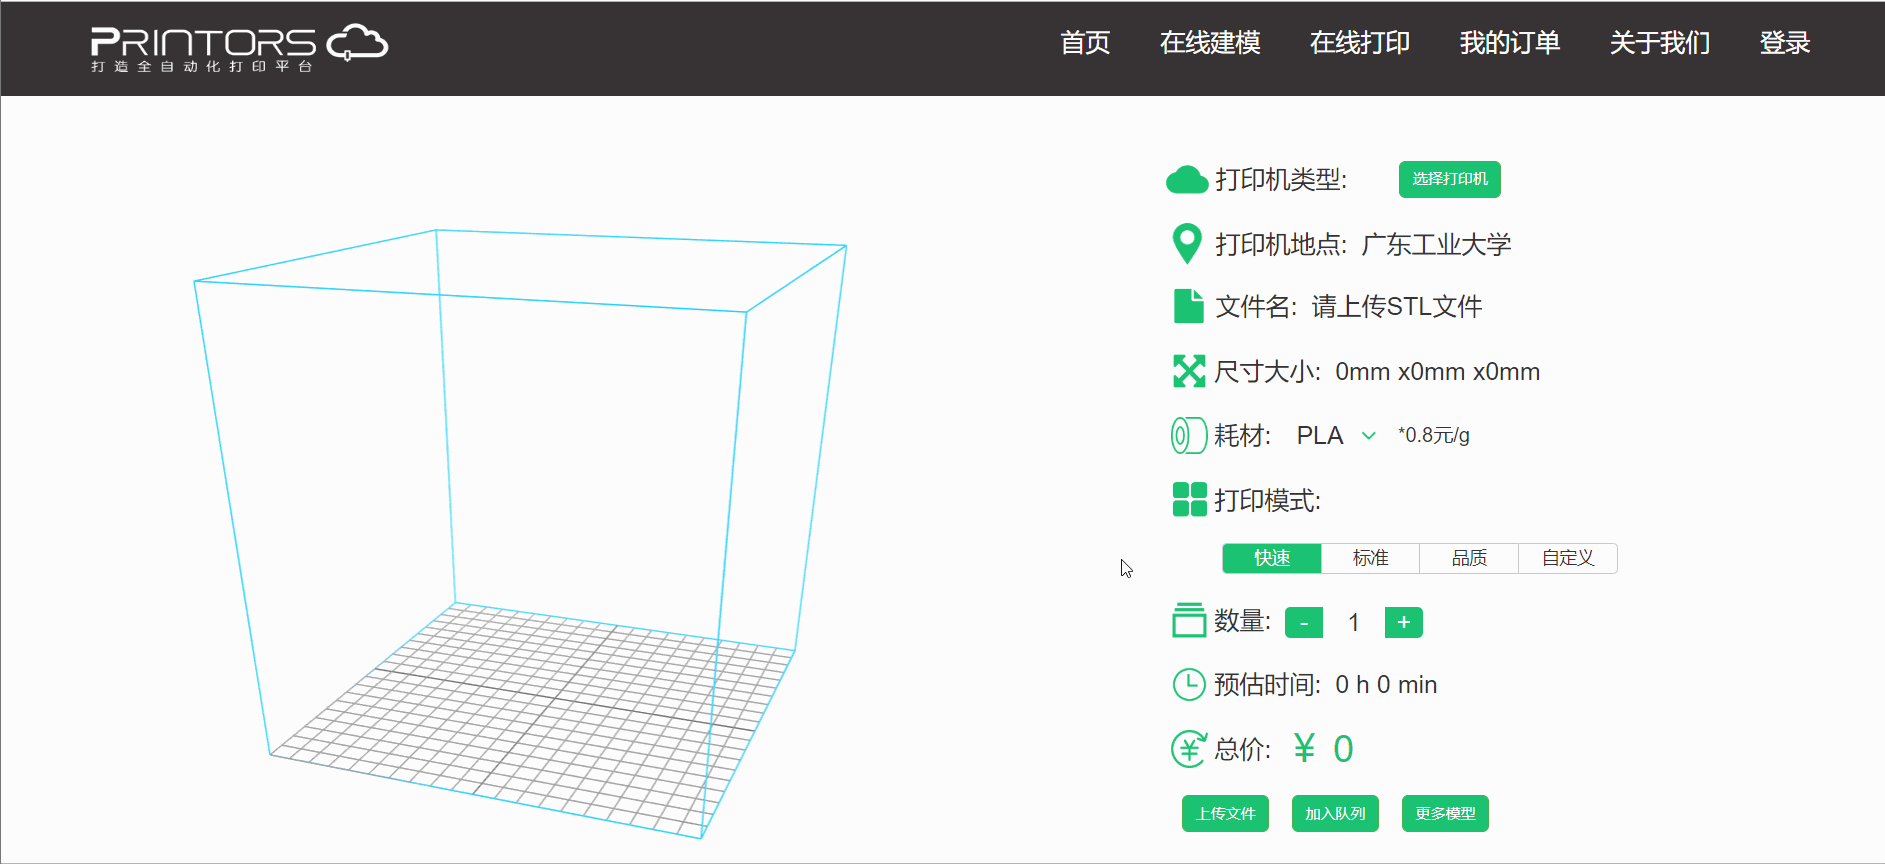 PRINTORS
打造全自动化打印平台
首页 在线建模 在线打印 我的订单 关于我们 登录
打印机类型: 选择打印机
打印机地点: 广东工业大学
文件名: 请上传STL文件
尺寸大小: 0mm x0mm x0mm
耗材: PLA *0.8元/g
打印模式:
快速 标准 品质 自定义
数量: - 1 +
预估时间: 0 h 0 min
总价: ¥ 0
上传文件 加入队列 更多模型